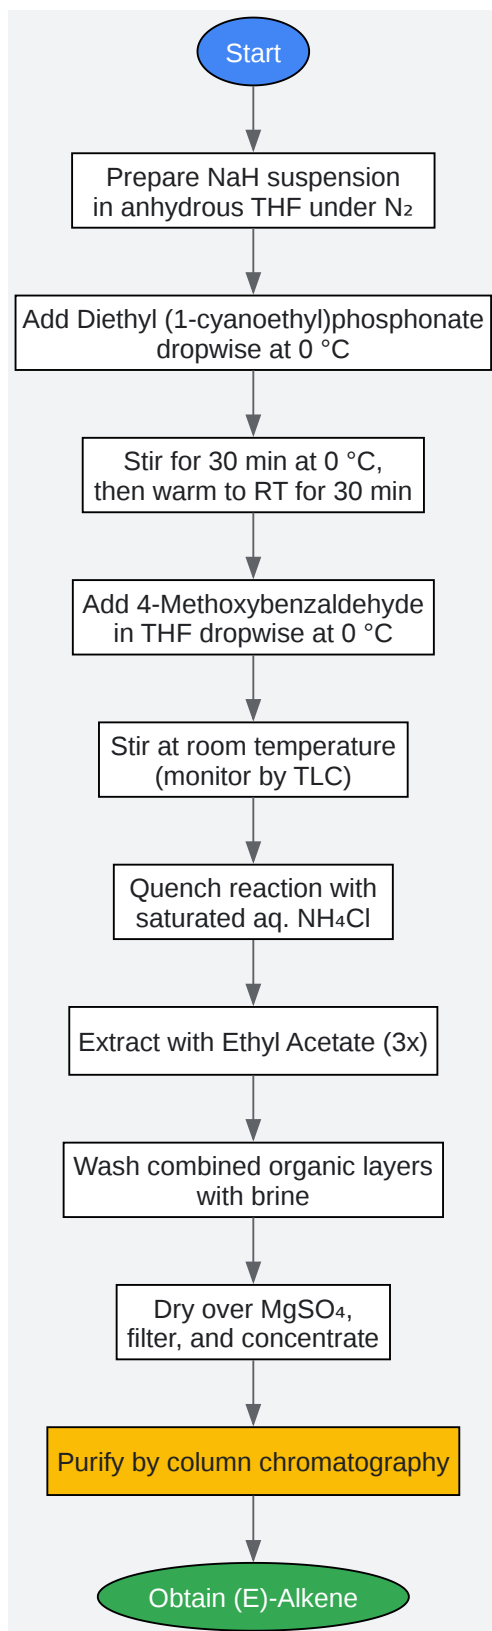 Start
Prepare NaH suspension
in anhydrous THF under N₂
Add Diethyl (1-cyanoethyl)phosphonate
dropwise at 0 °C
Stir for 30 min at 0 °C,
then warm to RT for 30 min
Add 4-Methoxybenzaldehyde
in THF dropwise at 0 °C
Stir at room temperature
(monitor by TLC)
Quench reaction with
saturated aq. NH₄Cl
Extract with Ethyl Acetate (3x)
Wash combined organic layers
with brine
Dry over MgSO₄,
filter, and concentrate
Purify by column chromatography
Obtain (E)-Alkene